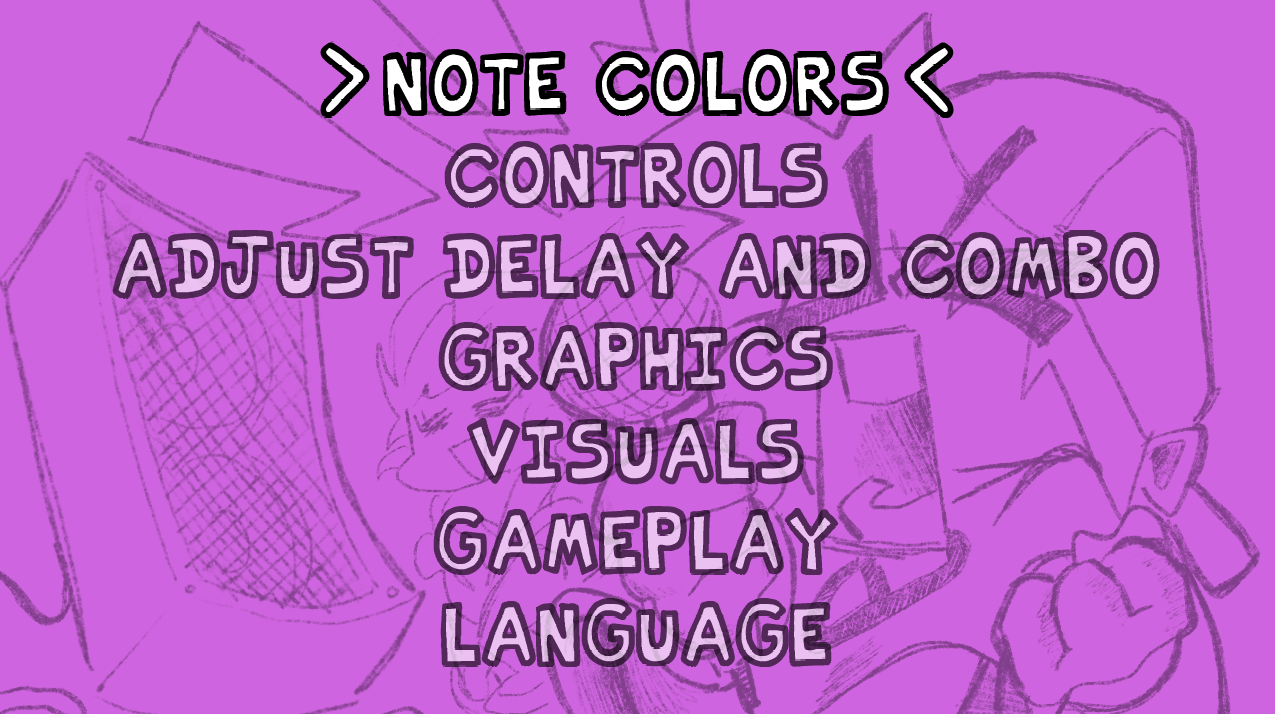 >NOTE COLORS<
CONTROLS
ADJUST DELAY AND COMBO
GRAPHICS
VISUALS
GAMEPLAY
LANGUAGE